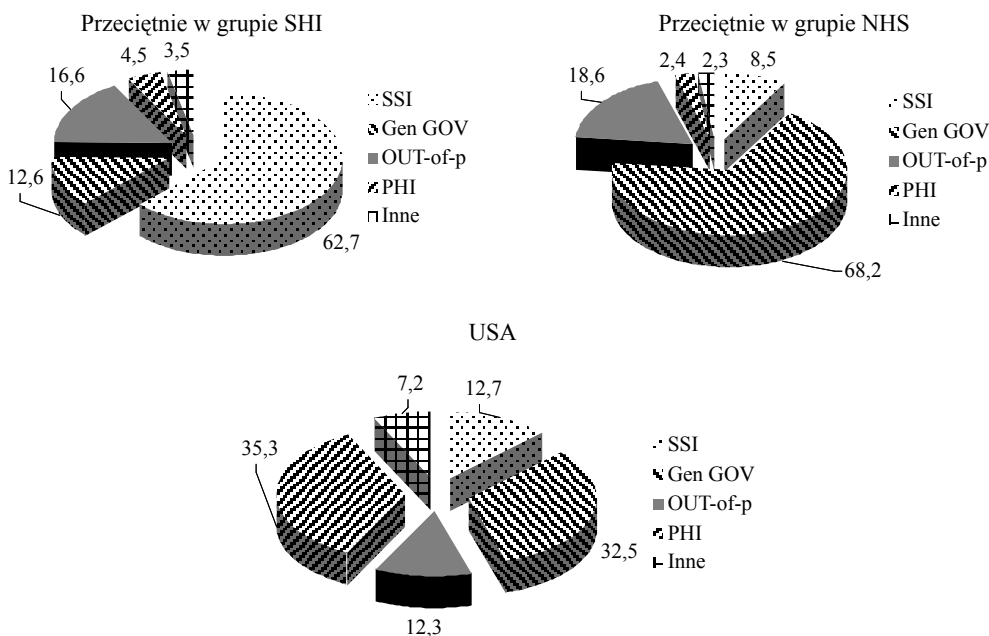 Przeciętnie w grupie SHI
4,5
3,5
16,6
12,6
62,7
SSI
Gen GOV
OUT-of-p
PHI
Inne
Przeciętnie w grupie NHS
2,4
2,3
8,5
18,6
68,2
SSI
Gen GOV
OUT-of-p
PHI
Inne
USA
7,2
12,7
35,3
32,5
12,3
SSI
Gen GOV
OUT-of-p
PHI
Inne